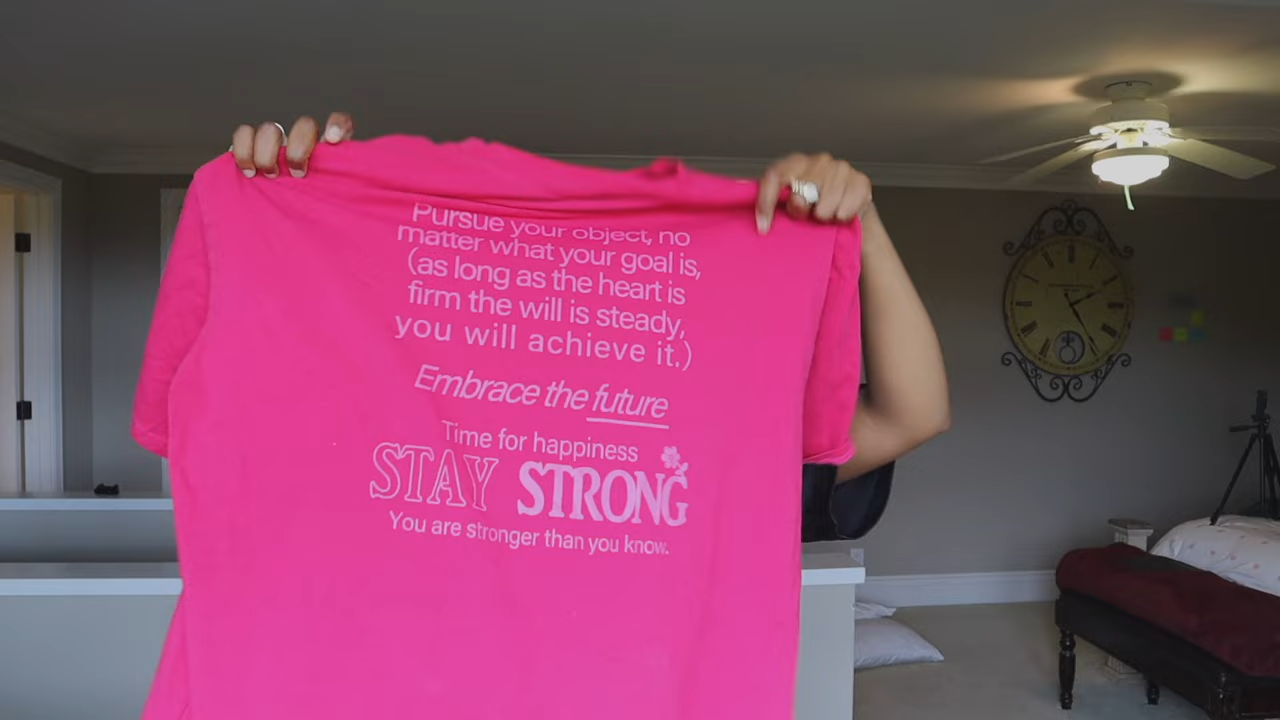 Pursue your object, no
matter what your goal is,
(as long as the heart is
firm the will is steady,
you will achieve it.)
Embrace the future
Time for happiness
STAY STRONG
You are stronger than you know.